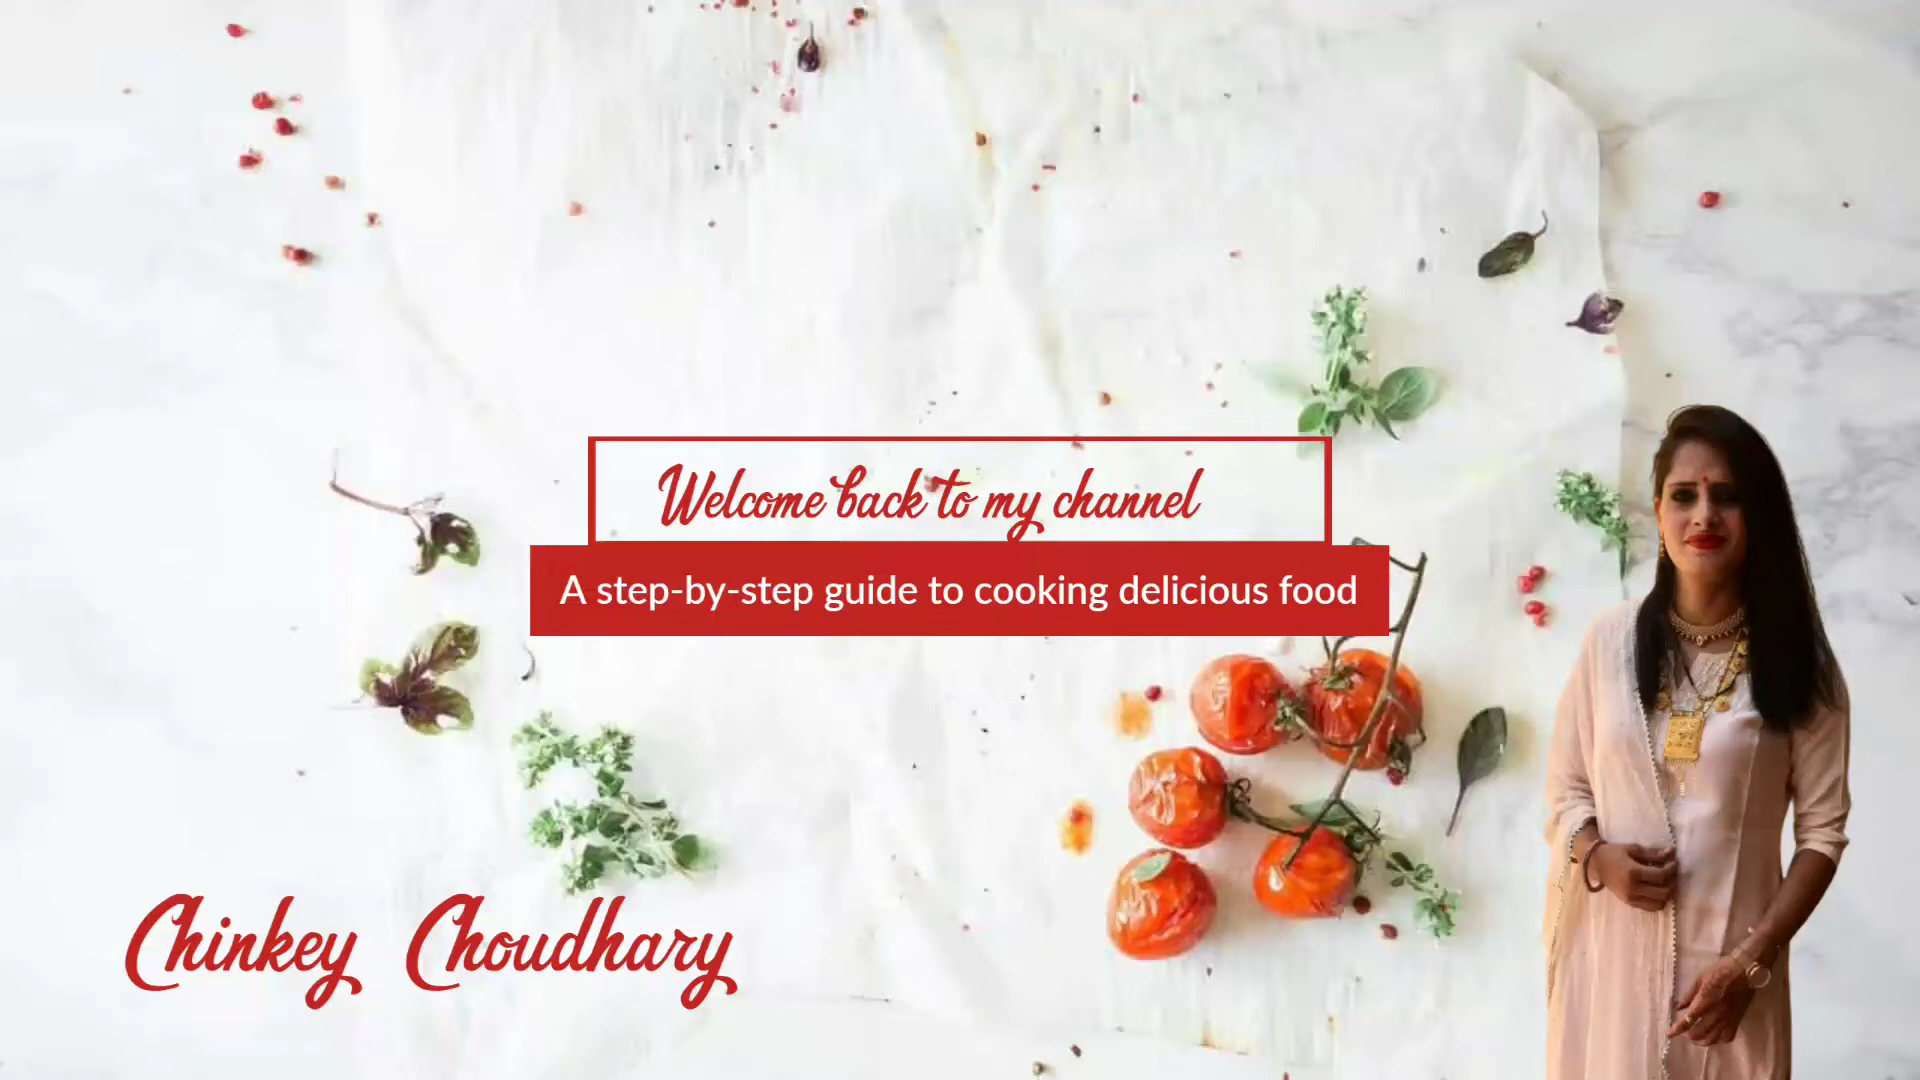 Welcome back to my channel
A step-by-step guide to cooking delicious food
Chinkey Choudhary